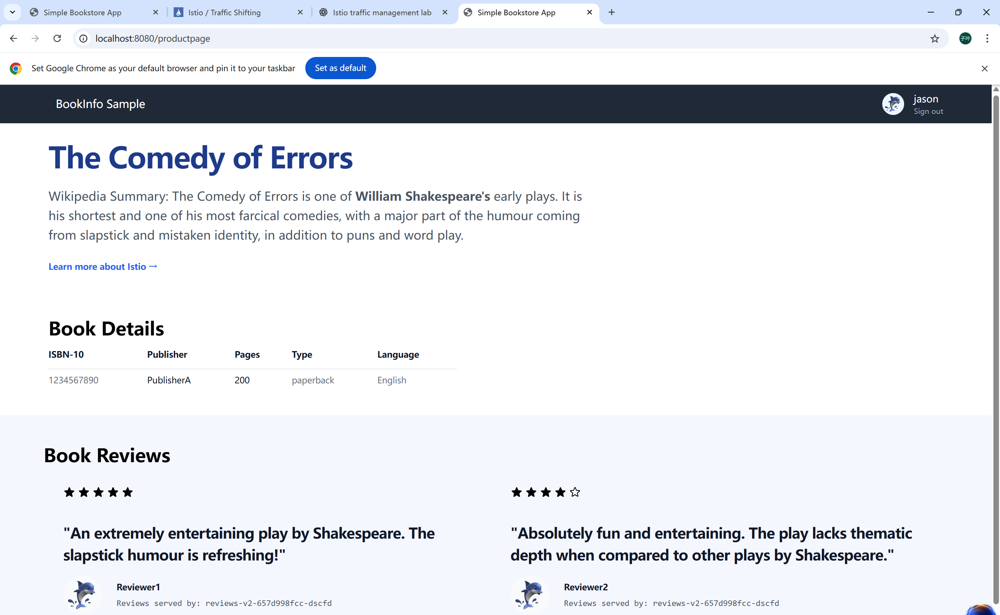 Simple Bookstore App
Istio / Traffic Shifting
Istio traffic management lab
Simple Bookstore App
localhost:8080/productpage
子叶
Set Google Chrome as your default browser and pin it to your taskbar
Set as default
BookInfo Sample
jason
Sign out
The Comedy of Errors
Wikipedia Summary: The Comedy of Errors is one of William Shakespeare's early plays. It is
his shortest and one of his most farcical comedies, with a major part of the humour coming
from slapstick and mistaken identity, in addition to puns and word play.
Learn more about Istio →
Book Details
ISBN-10 Publisher Pages Type Language
1234567890 PublisherA 200 paperback English
Book Reviews
"An extremely entertaining play by Shakespeare. The
slapstick humour is refreshing!"
Reviewer1
Reviews served by: reviews-v2-657d998fcc-dscfd
"Absolutely fun and entertaining. The play lacks thematic
depth when compared to other plays by Shakespeare."
Reviewer2
Reviews served by: reviews-v2-657d998fcc-dscfd